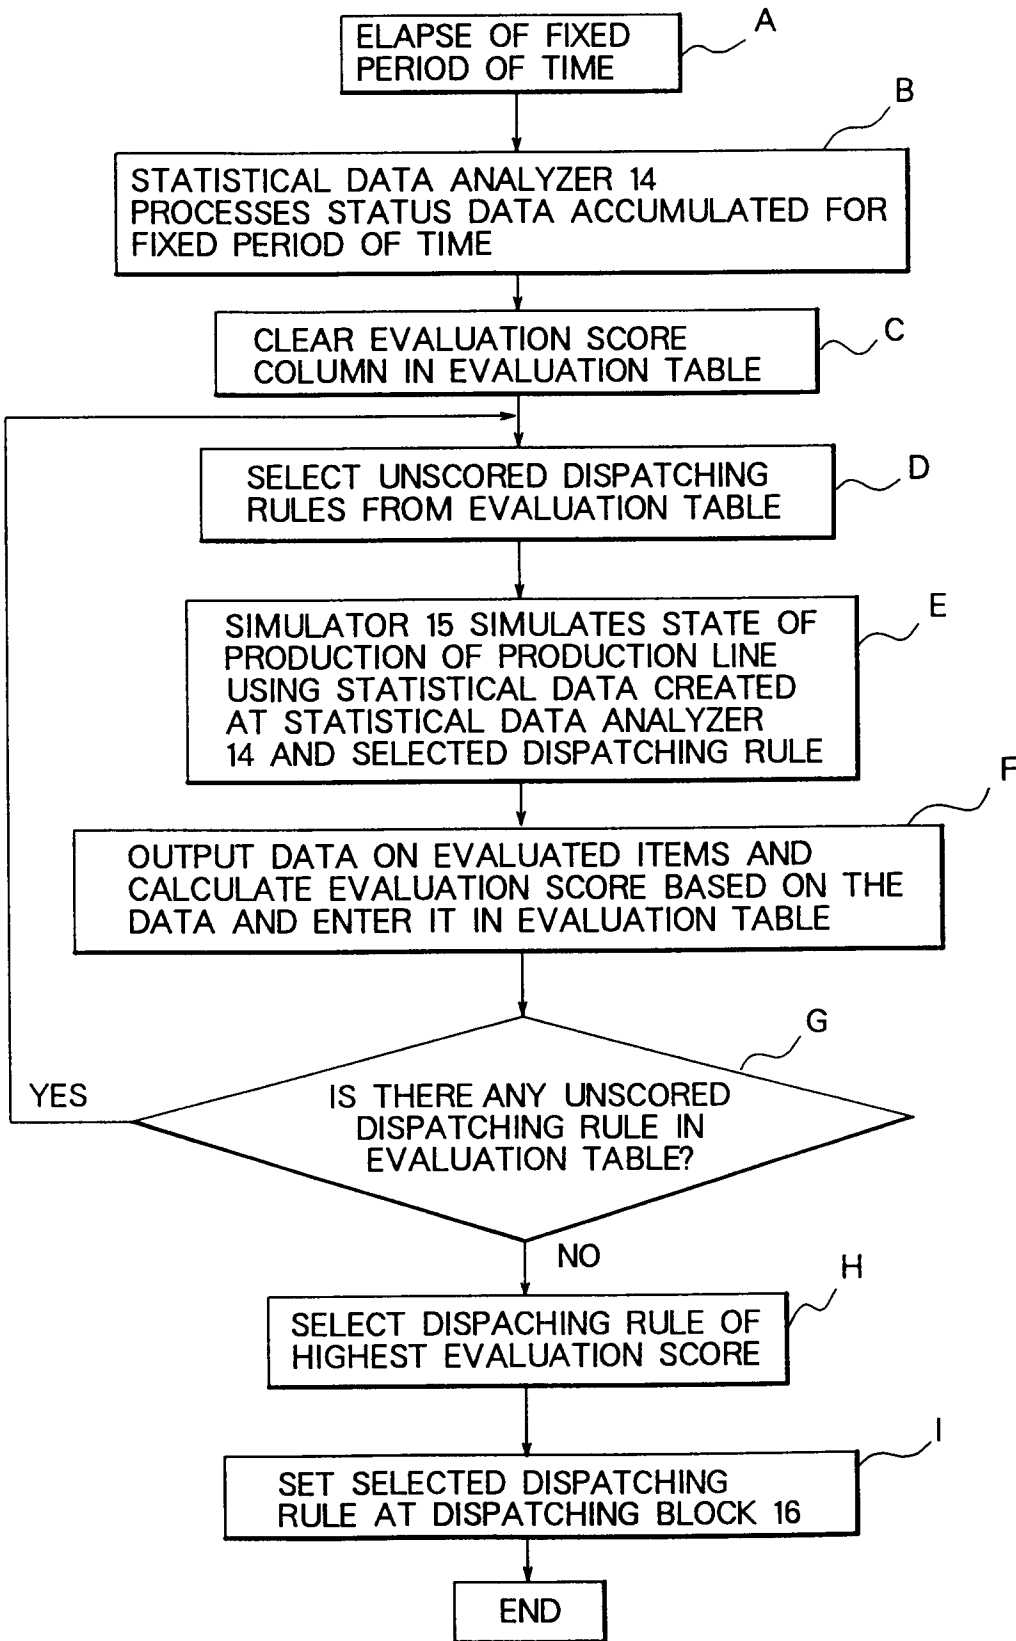 ELAPSE OF FIXED
PERIOD OF TIME
A
B
STATISTICAL DATA ANALYZER 14
PROCESSES STATUS DATA ACCUMULATED FOR
FIXED PERIOD OF TIME
CLEAR EVALUATION SCORE
COLUMN IN EVALUATION TABLE
C
SELECT UNSCORED DISPATCHING
RULES FROM EVALUATION TABLE
D
SIMULATOR 15 SIMULATES STATE OF
PRODUCTION OF PRODUCTION LINE
USING STATISTICAL DATA CREATED
AT STATISTICAL DATA ANALYZER
14 AND SELECTED DISPATCHING RULE
E
F
OUTPUT DATA ON EVALUATED ITEMS AND
CALCULATE EVALUATION SCORE BASED ON THE
DATA AND ENTER IT IN EVALUATION TABLE
G
YES
IS THERE ANY UNSCORED
DISPATCHING RULE IN
EVALUATION TABLE?
NO
H
SELECT DISPACHING RULE OF
HIGHEST EVALUATION SCORE
I
SET SELECTED DISPATCHING
RULE AT DISPATCHING BLOCK 16
END